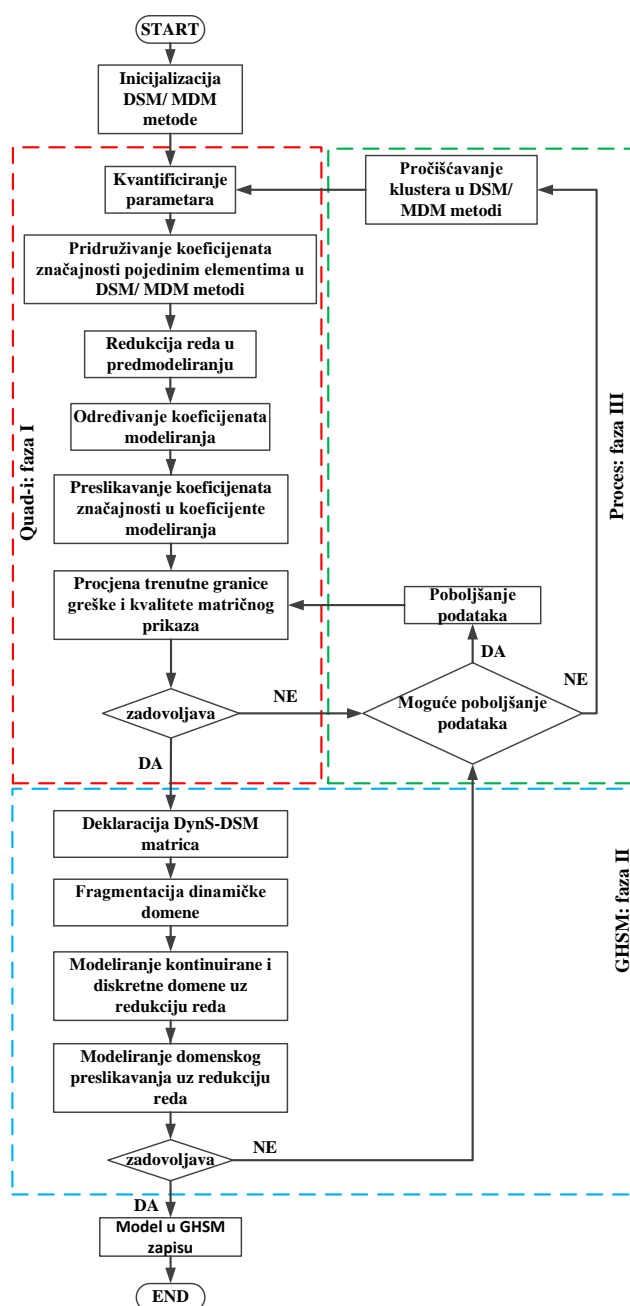 START
Inicijalizacija
DSM/ MDM
metode
Kvantificiranje
parametara
Pročišćavanje
klustera u DSM/
MDM metodi
Pridruživanje koeficijenata
značajnosti pojedinim elementima u
DSM/ MDM metodi
Redukcija reda u
predmodeliranju
Određivanje koeficijenata
modeliranja
Preslikavanje koeficijenata
značajnosti u koeficijente
modeliranja
Procjena trenutne granice
greške i kvalitete matričnog
prikaza
Poboljšanje
podataka
DA
NE
zadovoljava
NE
Moguće poboljšanje
podataka
DA
Quad-i: faza I
Proces: faza III
Deklaracija DynS-DSM
matrica
Fragmentacija dinamičke
domene
Modeliranje kontinuirane i
diskretne domene uz
redukciju reda
Modeliranje domenskog
preslikavanja uz redukciju
reda
zadovoljava
NE
DA
GHSM: faza II
Model u GHSM
zapisu
END